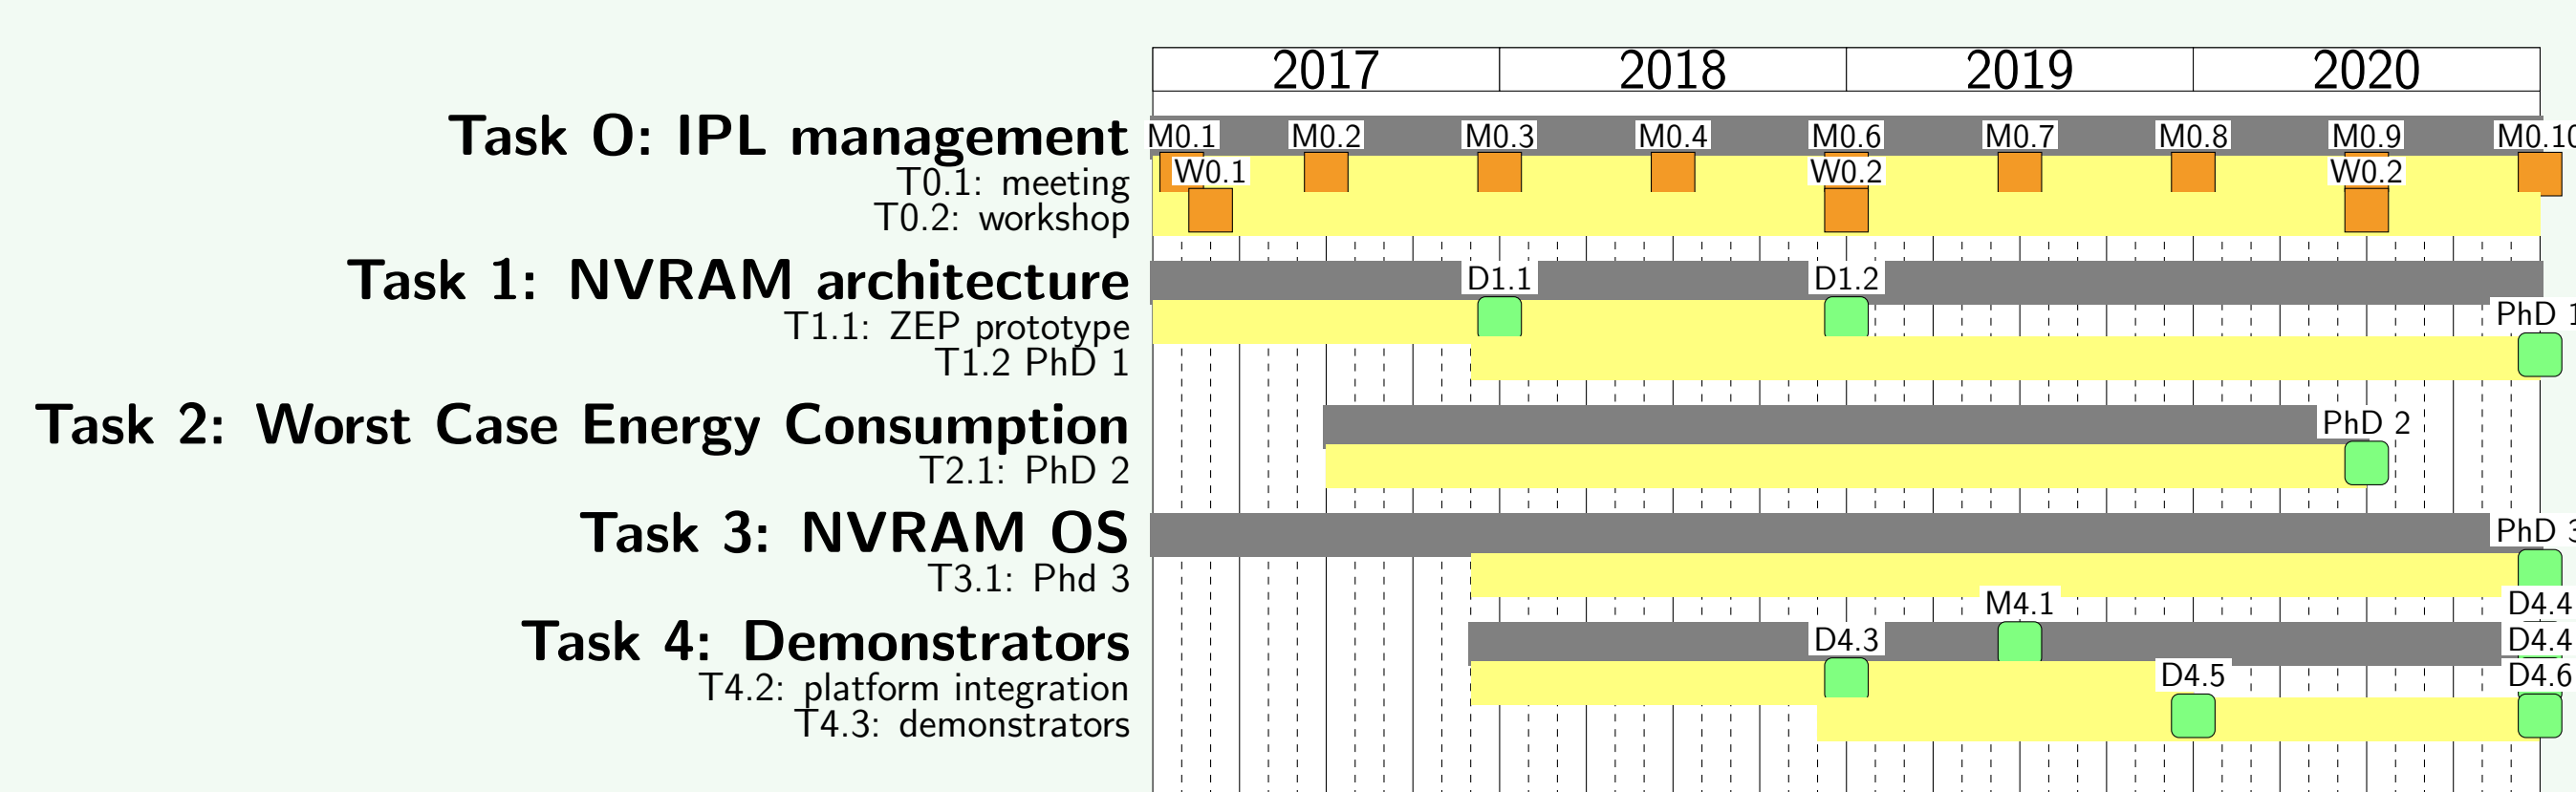 2017 2018 2019 2020
Task O: IPL management
M0.1 M0.2 M0.3 M0.4 M0.6 M0.7 M0.8 M0.9 M0.10
T0.1: meeting
W0.1 W0.2 W0.2
T0.2: workshop
Task 1: NVRAM architecture
D1.1 D1.2
T1.1: ZEP prototype
PhD 1
T1.2 PhD 1
Task 2: Worst Case Energy Consumption
PhD 2
T2.1: PhD 2
Task 3: NVRAM OS
PhD 3
T3.1: Phd 3
M4.1 D4.4
Task 4: Demonstrators
D4.3 D4.4
T4.2: platform integration
D4.5 D4.6
T4.3: demonstrators